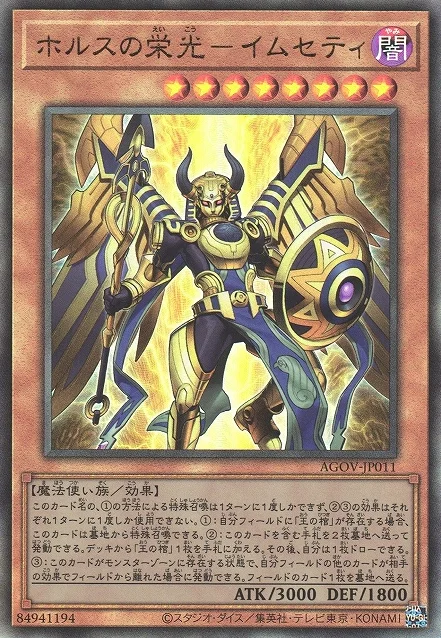 ホルスの栄光－イムセティ
闇
AGOV-JP011
【魔法使い族／効果】
このカード名の、①の方法による特殊召喚は1ターンに1度しかできず、②③の効果はそれ
ぞれ1ターンに1度しか使用できない。①：自分フィールドに「王の棺」が存在する場合、
このカードは墓地から特殊召喚できる。②：このカードを含む手札を2枚墓地へ送って
発動できる。デッキから「王の棺」1枚を手札に加える。その後、自分は1枚ドローできる。
③：このカードがモンスターゾーンに存在する状態で、自分フィールドの他のカードが相手
の効果でフィールドから離れた場合に発動できる。フィールドのカード1枚を墓地へ送る。
ATK/3000 DEF/1800
84941194 ©スタジオ・ダイス／集英社・テレビ東京・KONAMI